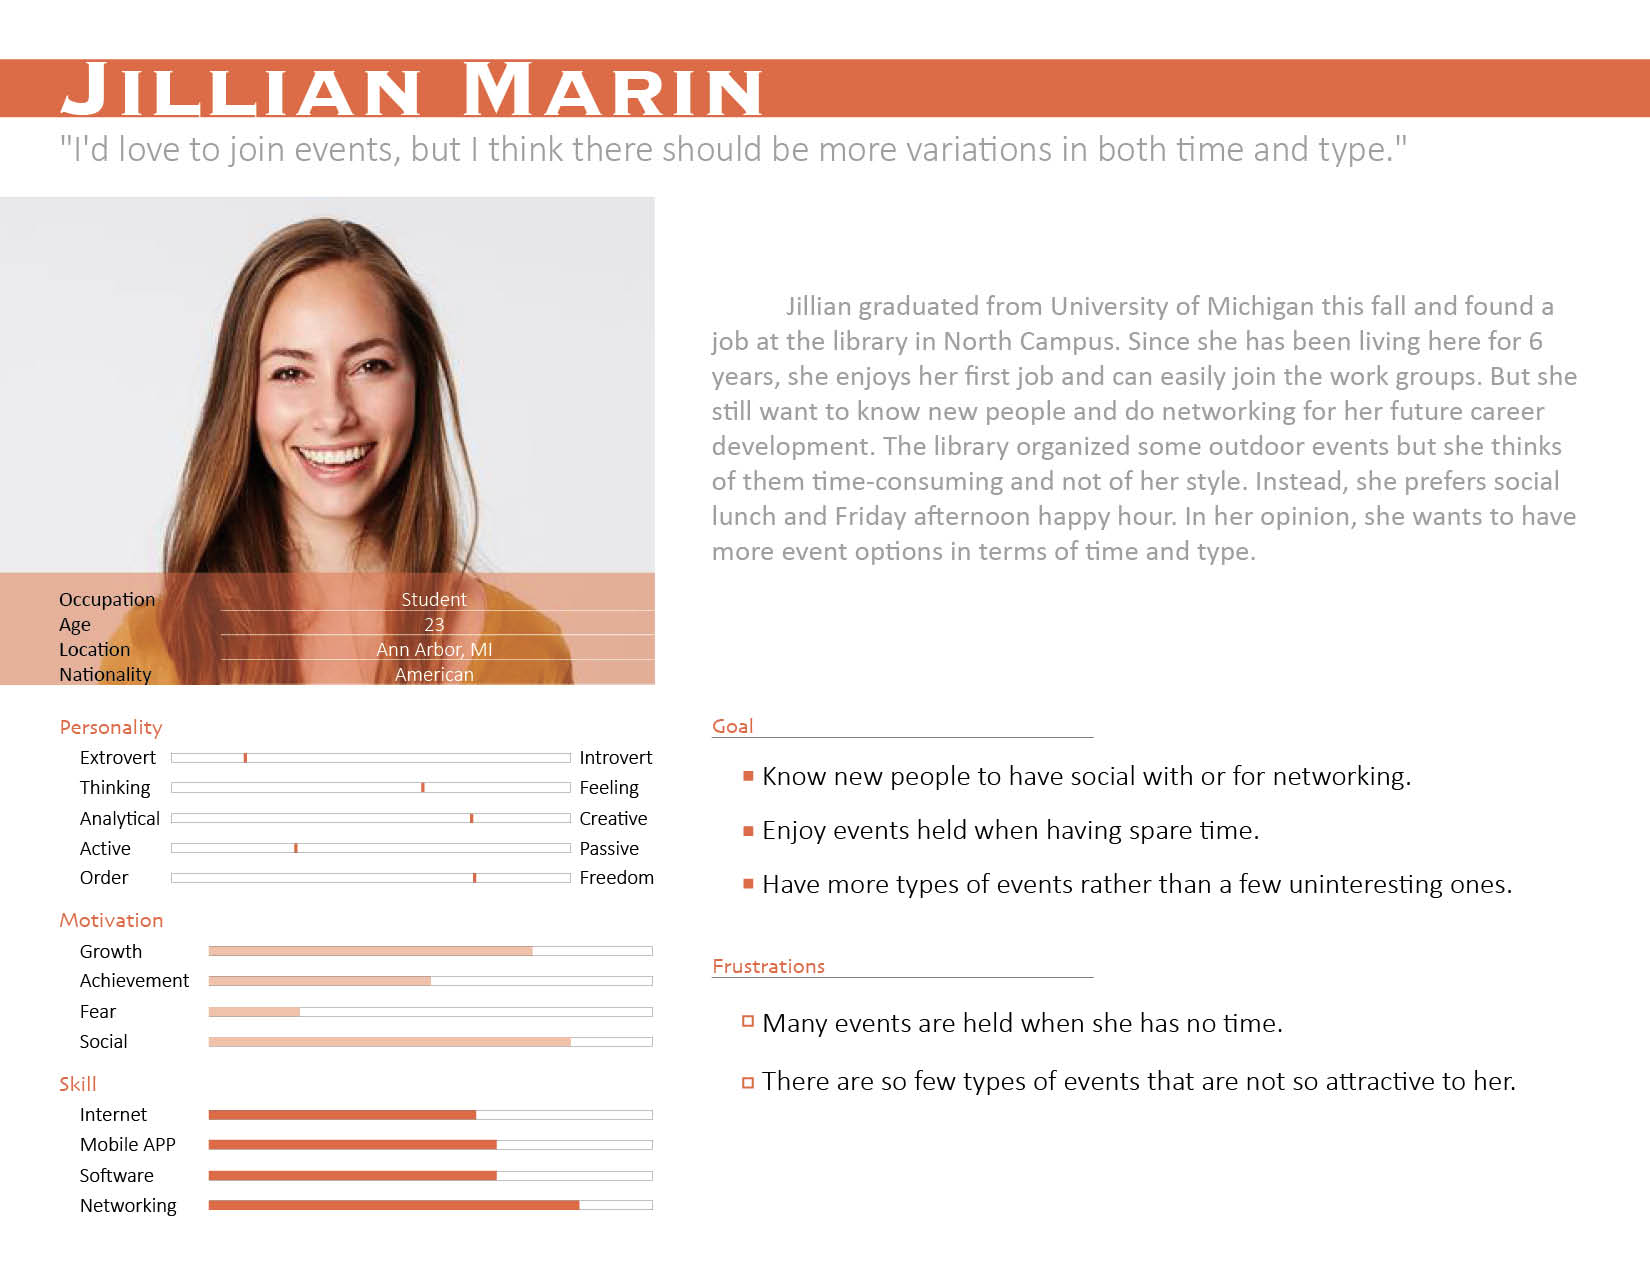 JILLIAN MARIN
"I'd love to join events, but I think there should be more variations in both time and type."
Jillian graduated from University of Michigan this fall and found a
job at the library in North Campus. Since she has been living here for 6
years, she enjoys her first job and can easily join the work groups. But she
still want to know new people and do networking for her future career
development. The library organized some outdoor events but she thinks
of them time-consuming and not of her style. Instead, she prefers social
lunch and Friday afternoon happy hour. In her opinion, she wants to have
more event options in terms of time and type.
Occupation Student
Age 23
Location Ann Arbor, MI
Nationality American
Personality
Extrovert Introvert
Thinking Feeling
Analytical Creative
Active Passive
Order Freedom
Motivation
Growth
Achievement
Fear
Social
Skill
Internet
Mobile APP
Software
Networking
Goal
Know new people to have social with or for networking.
Enjoy events held when having spare time.
Have more types of events rather than a few uninteresting ones.
Frustrations
Many events are held when she has no time.
There are so few types of events that are not so attractive to her.